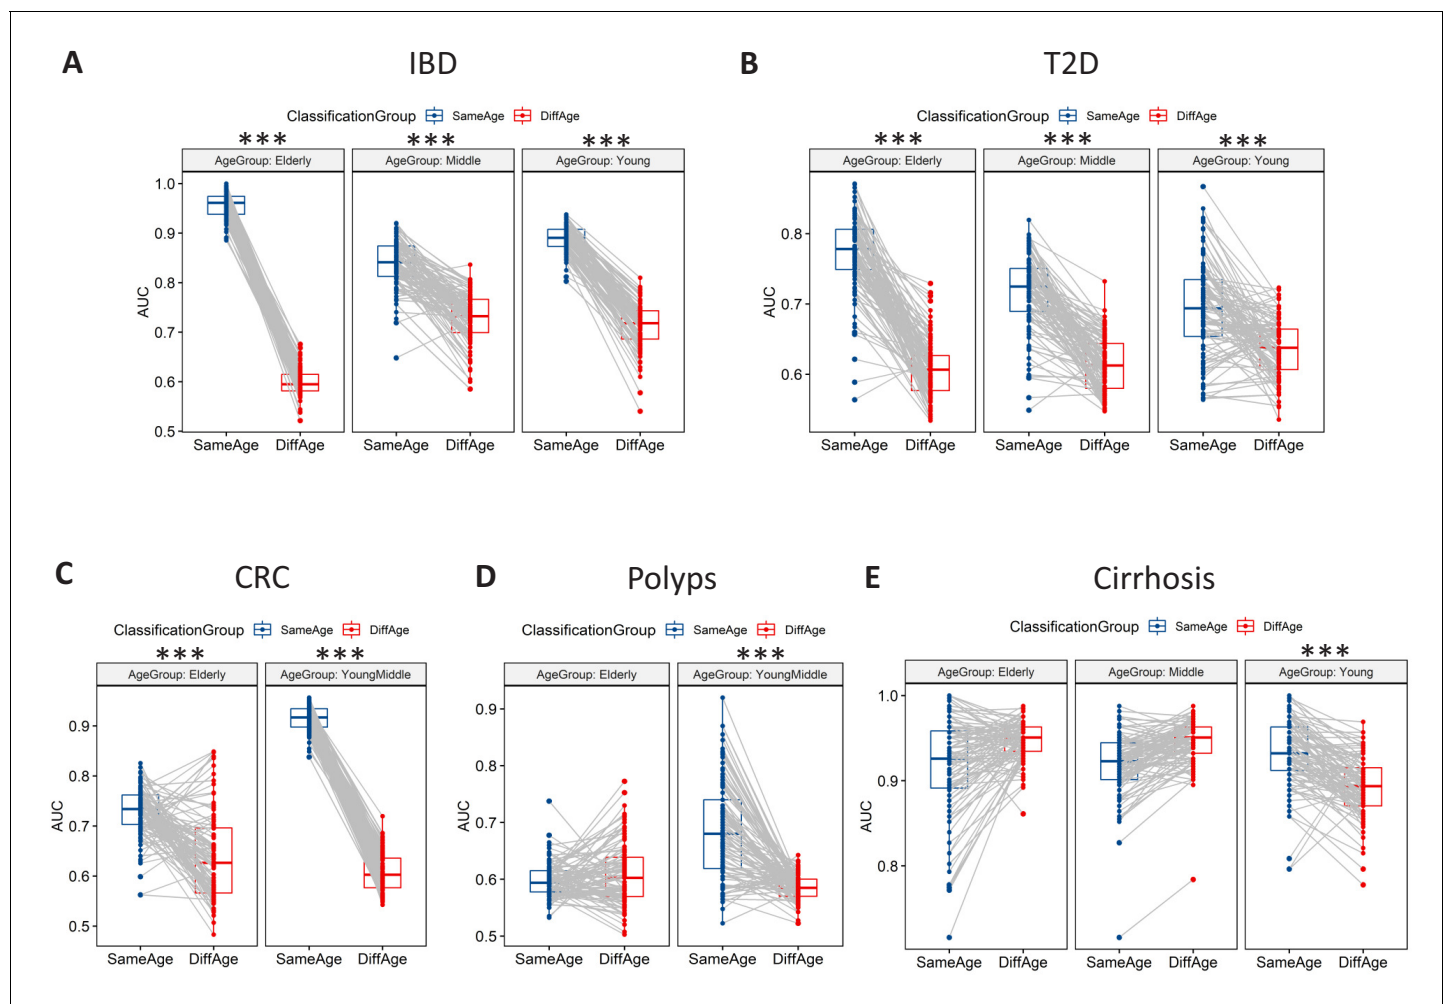 A IBD
ClassificationGroup SameAge DiffAge
*** *** ***
AgeGroup: Elderly AgeGroup: Middle AgeGroup: Young
AUC
1.0
0.9
0.8
0.7
0.6
0.5
SameAge DiffAge SameAge DiffAge SameAge DiffAge
B T2D
ClassificationGroup SameAge DiffAge
*** *** ***
AgeGroup: Elderly AgeGroup: Middle AgeGroup: Young
AUC
0.8
0.7
0.6
SameAge DiffAge SameAge DiffAge SameAge DiffAge
C CRC
ClassificationGroup SameAge DiffAge
*** ***
AgeGroup: Elderly AgeGroup: YoungMiddle
AUC
0.9
0.8
0.7
0.6
0.5
SameAge DiffAge SameAge DiffAge
D Polyps
ClassificationGroup SameAge DiffAge
***
AgeGroup: Elderly AgeGroup: YoungMiddle
AUC
0.9
0.8
0.7
0.6
0.5
SameAge DiffAge SameAge DiffAge
E Cirrhosis
ClassificationGroup SameAge DiffAge
***
AgeGroup: Elderly AgeGroup: Middle AgeGroup: Young
AUC
1.0
0.9
0.8
SameAge DiffAge SameAge DiffAge SameAge DiffAge